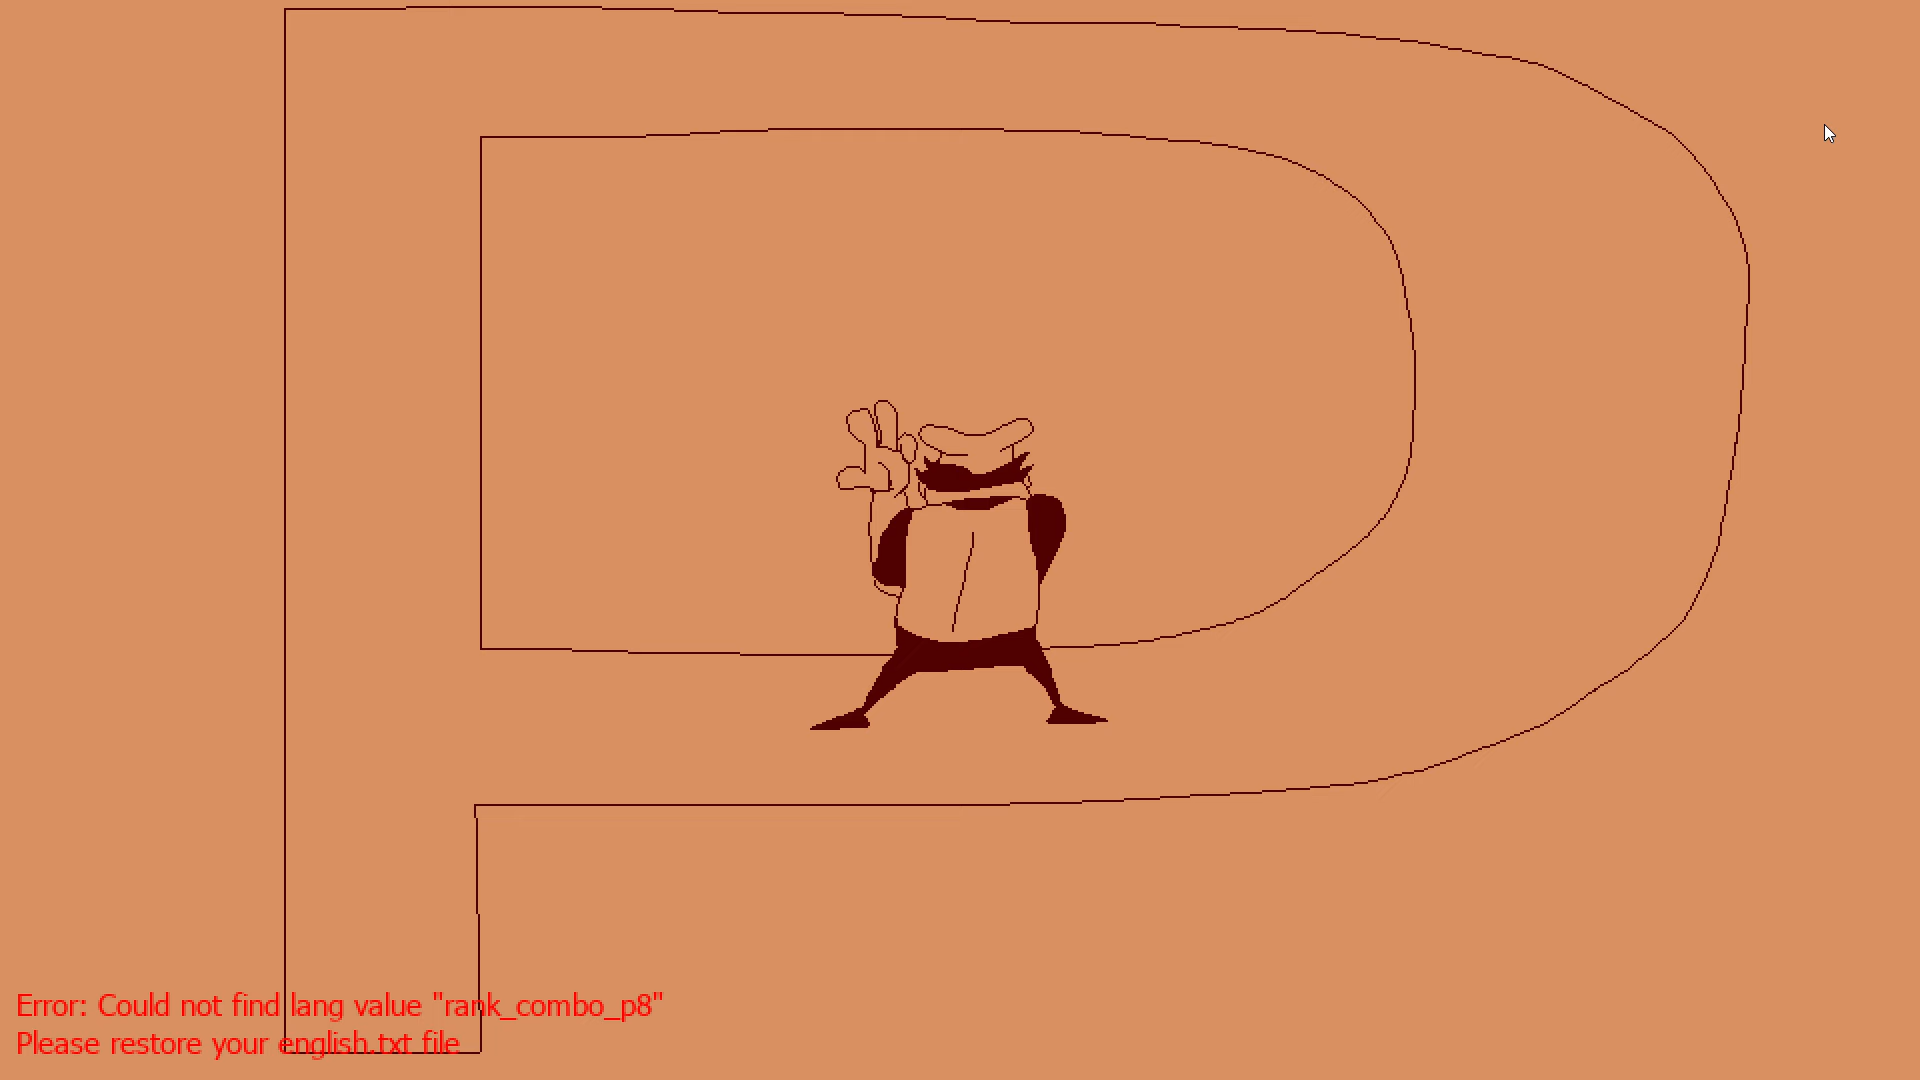 P
Error: Could not find lang value "rank_combo_p8"
Please restore your english.txt file